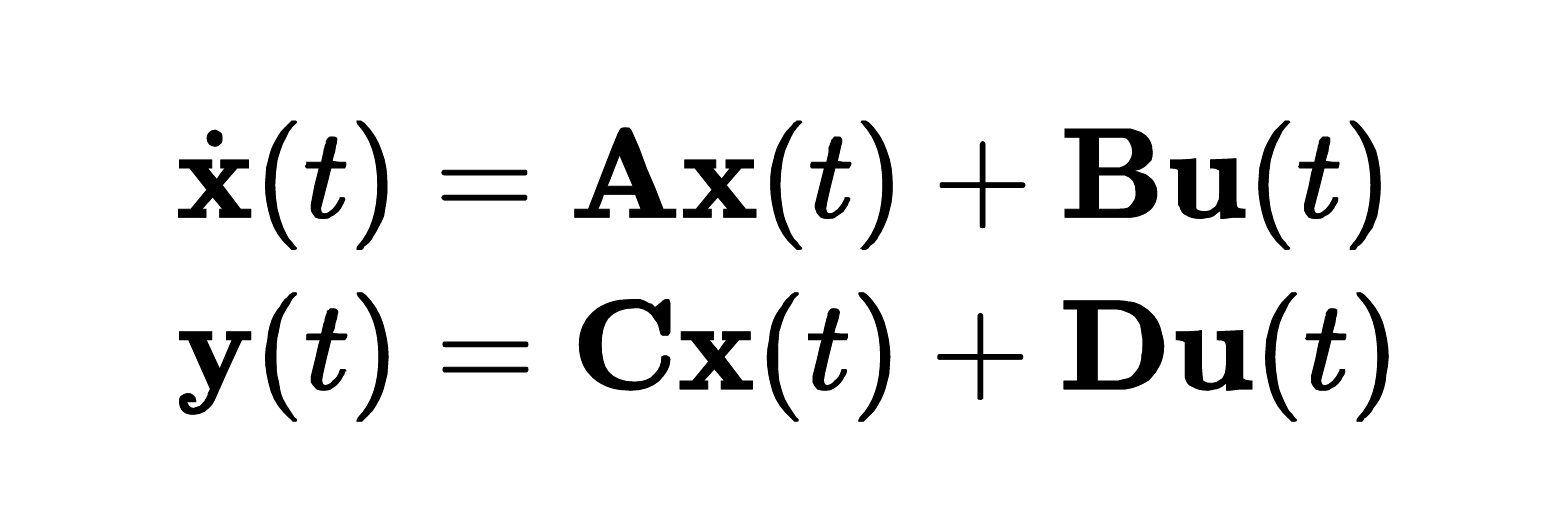 ẋ(t) = Ax(t) + Bu(t)
y(t) = Cx(t) + Du(t)